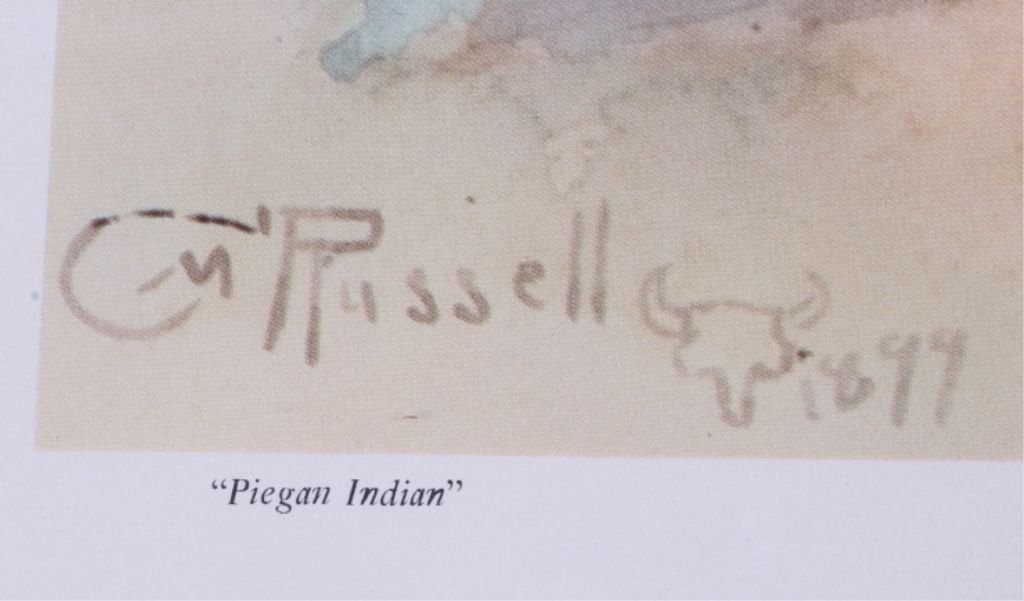 CM Russell
1899
"Piegan Indian"